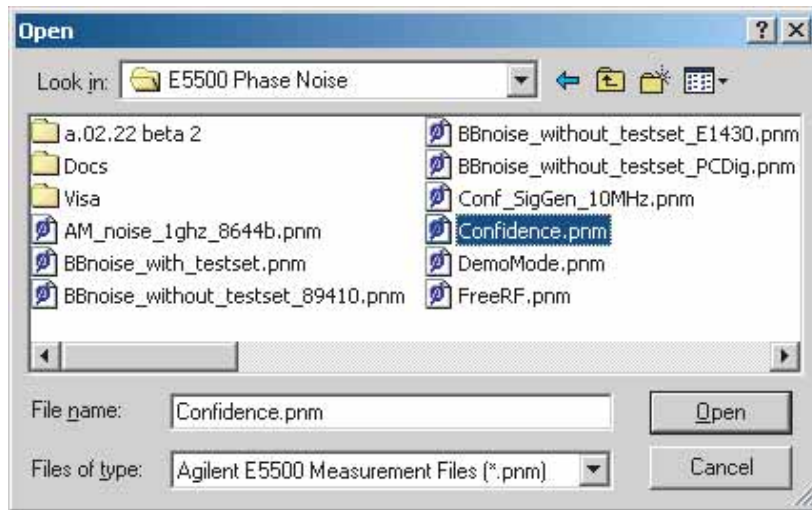 Open
Look in: E5500 Phase Noise
a.02.22 beta 2
Docs
Visa
AM_noise_1ghz_8644b.pnm
BBnoise_with_testset.pnm
BBnoise_without_testset_89410.pnm
BBnoise_without_testset_E1430.pnm
BBnoise_without_testset_PCDig.pnm
Conf_SigGen_10MHz.pnm
Confidence.pnm
DemoMode.pnm
FreeRF.pnm
File name: Confidence.pnm Open
Files of type: Agilent E5500 Measurement Files (*.pnm) Cancel